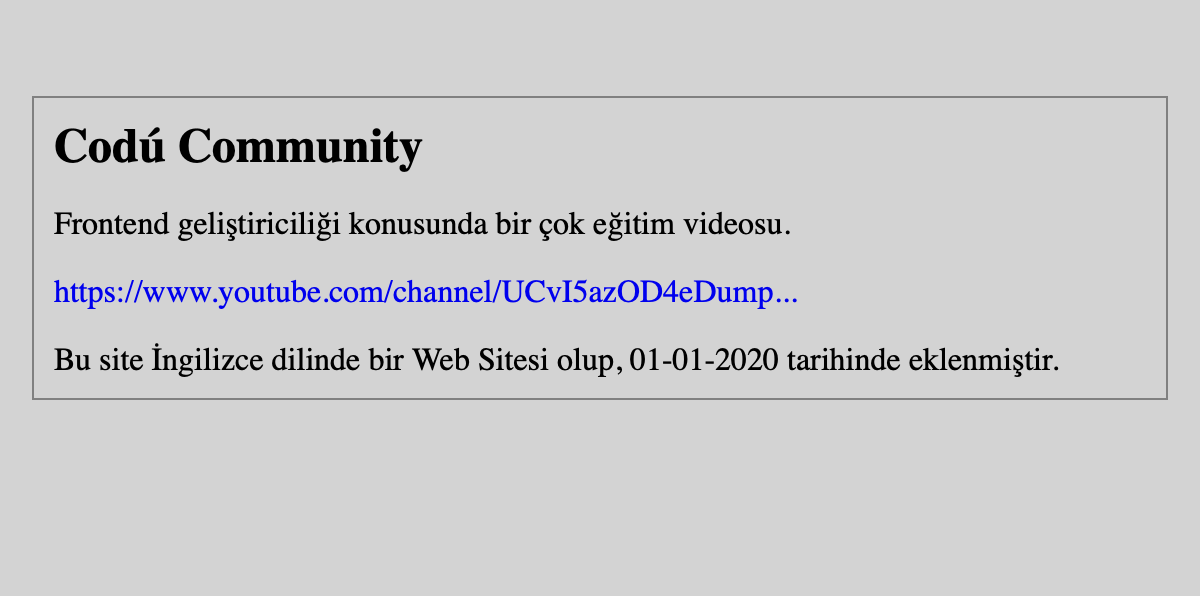 Codú Community
Frontend geliştiriciliği konusunda bir çok eğitim videosu.
https://www.youtube.com/channel/UCvI5azOD4eDump...
Bu site İngilizce dilinde bir Web Sitesi olup, 01-01-2020 tarihinde eklenmiştir.